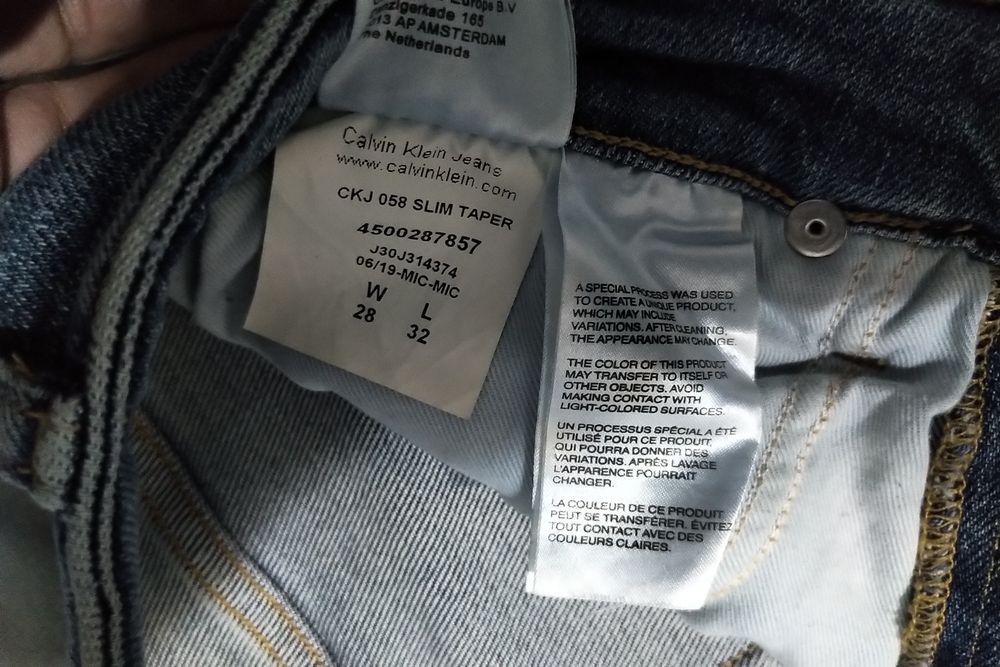 Europe B.V
165
AP AMSTERDAM
Netherlands
Calvin Klein Jeans
www.calvinklein.com
CKJ 058 SLIM TAPER
4500287857
J30J314374
06/19-MIC-MIC
W L
28 32
A SPECIAL PROCESS WAS USED
TO CREATE A UNIQUE PRODUCT,
WHICH MAY INCLUDE
VARIATIONS. AFTER CLEANING,
THE APPEARANCE MAY CHANGE.
THE COLOR OF THIS PRODUCT
MAY TRANSFER TO ITSELF OR
OTHER OBJECTS. AVOID
MAKING CONTACT WITH
LIGHT-COLORED SURFACES.
UN PROCESSUS SPÉCIAL A ÉTÉ
UTILISÉ POUR CE PRODUIT,
QUI POURRA DONNER DES
VARIATIONS. APRÈS LAVAGE
L'APPARENCE POURRAIT
CHANGER.
LA COULEUR DE CE PRODUIT
PEUT SE TRANSFÉRER. ÉVITEZ
TOUT CONTACT AVEC DES
COULEURS CLAIRES.